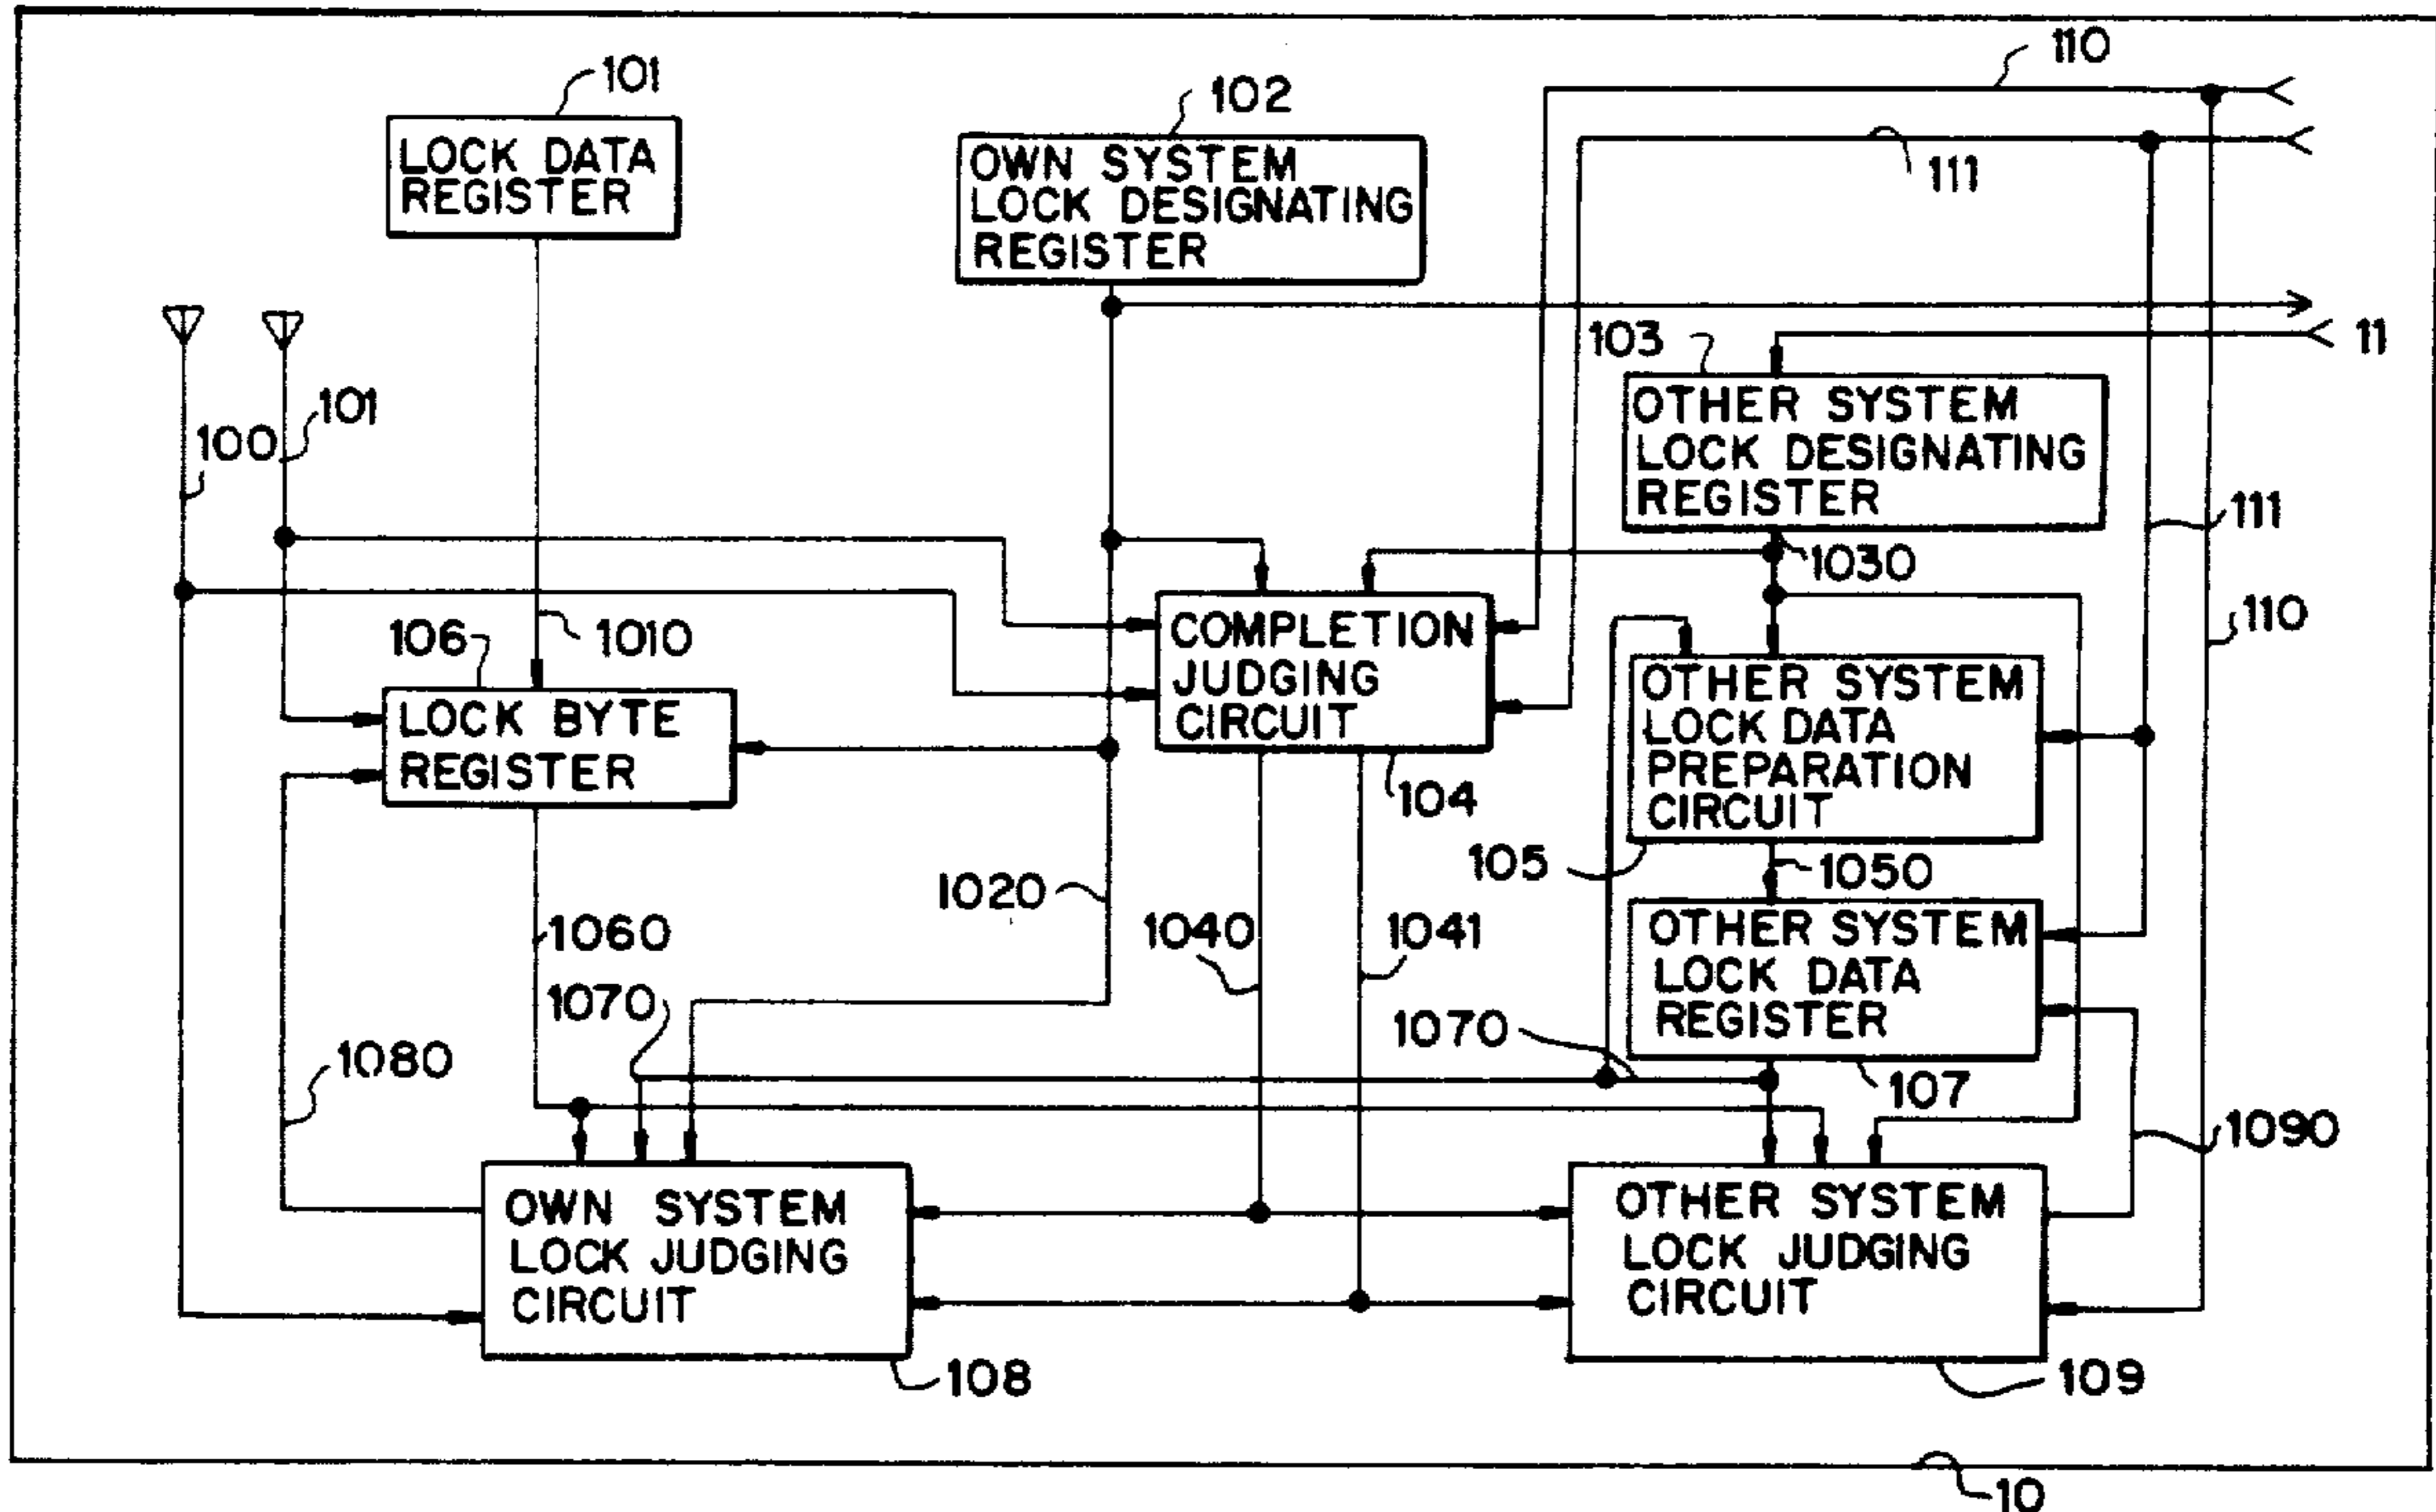 110
101
102
LOCK DATA
REGISTER
OWN SYSTEM
LOCK DESIGNATING
REGISTER
111
103
11
OTHER SYSTEM
LOCK DESIGNATING
REGISTER
101
100
111
1030
110
106
1010
COMPLETION
JUDGING
CIRCUIT
OTHER SYSTEM
LOCK DATA
PREPARATION
CIRCUIT
LOCK BYTE
REGISTER
104
105
1050
1020
1060
1040
1041
OTHER SYSTEM
LOCK DATA
REGISTER
1070
1070
1080
107
1090
OWN SYSTEM
LOCK JUDGING
CIRCUIT
OTHER SYSTEM
LOCK JUDGING
CIRCUIT
108
109
10